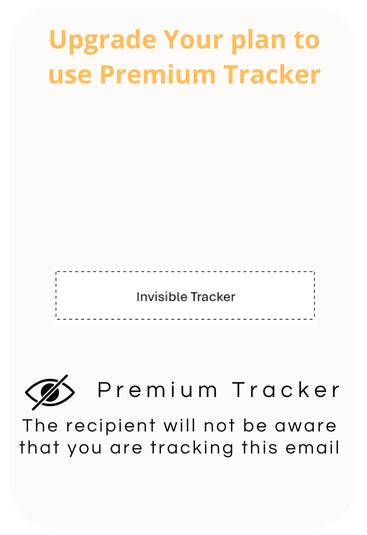 Upgrade Your plan to
use Premium Tracker
Invisible Tracker
Premium Tracker
The recipient will not be aware
that you are tracking this email